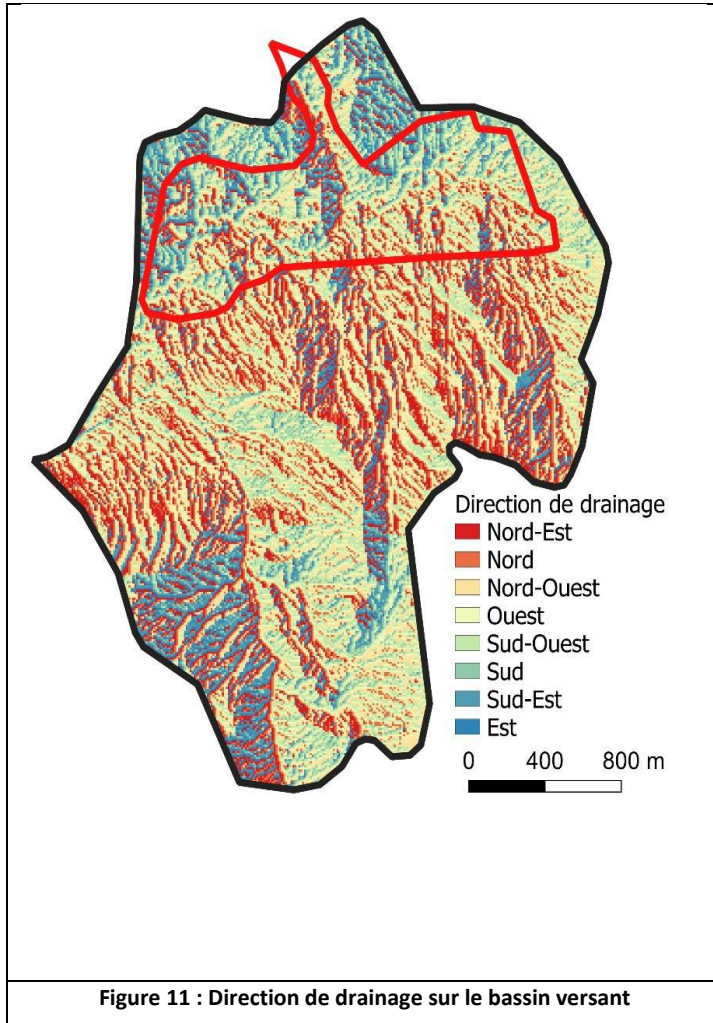 Direction de drainage
Nord-Est
Nord
Nord-Ouest
Ouest
Sud-Ouest
Sud
Sud-Est
Est
0 400 800 m
Figure 11 : Direction de drainage sur le bassin versant